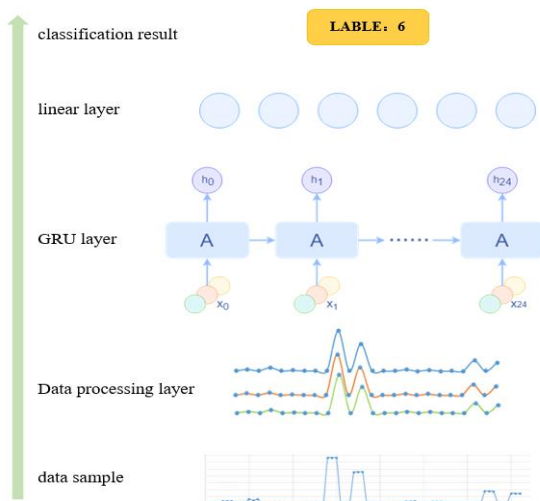 classification result
LABLE: 6
linear layer
h0
h1
h24
GRU layer
A
A
......
A
x0
x1
x24
Data processing layer
data sample